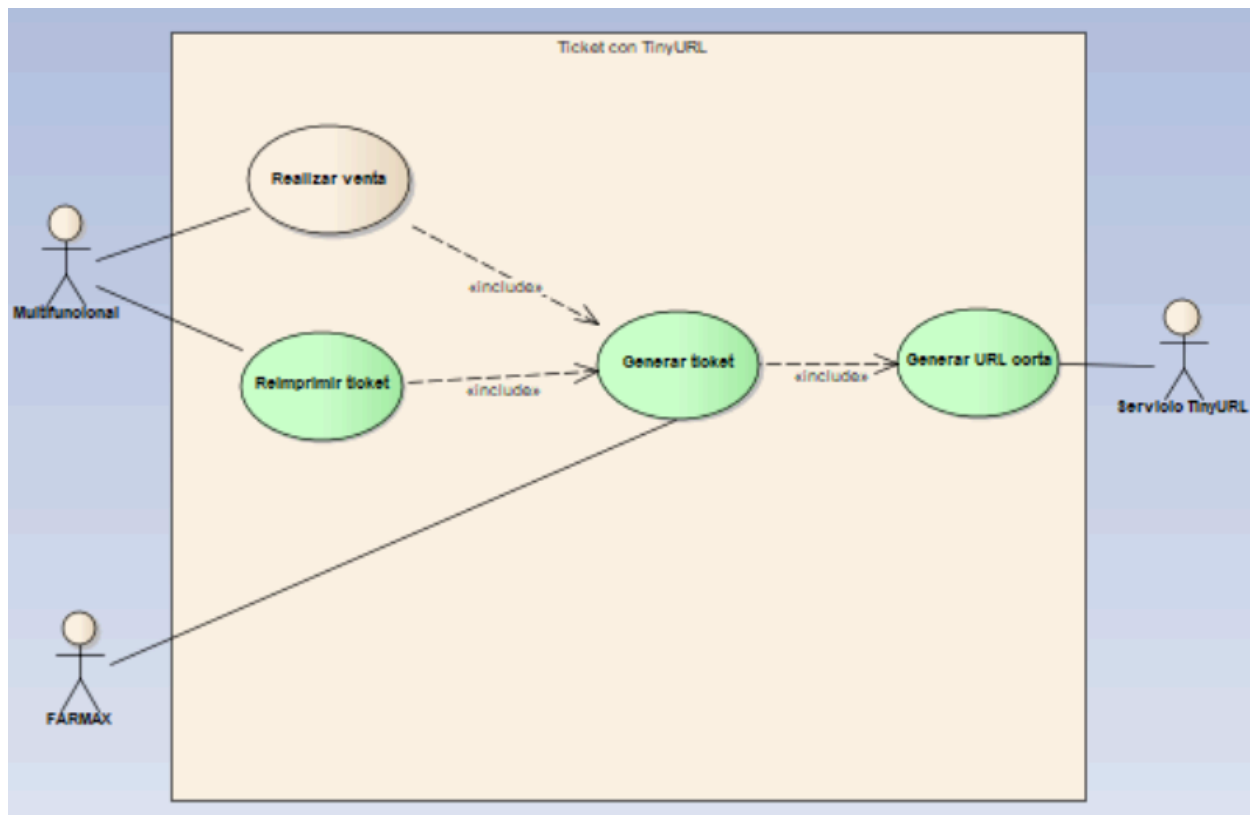 Ticket con TinyURL
Realizar venta
«include»
Multifuncional
Reimprimir ticket
«include»
Generar ticket
«include»
Generar URL corta
Servicio TinyURL
FARMAX